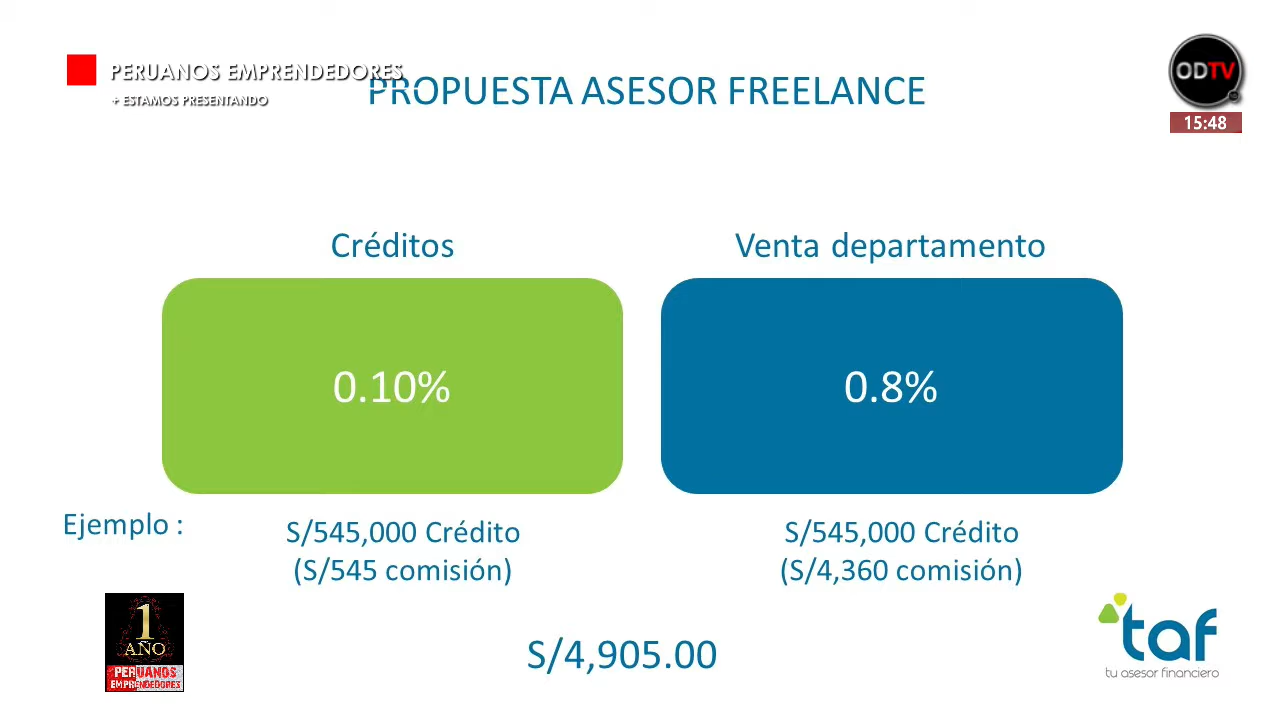 PERUANOS EMPRENDEDORES
+ ESTAMOS PRESENTANDO
PROPUESTA ASESOR FREELANCE
ODTV
15:48
Créditos
Venta departamento
0.10%
0.8%
Ejemplo :
S/545,000 Crédito
(S/545 comisión)
S/545,000 Crédito
(S/4,360 comisión)
1
AÑO
PERUANOS
EMPRENDEDORES
S/4,905.00
taf
tu asesor financiero